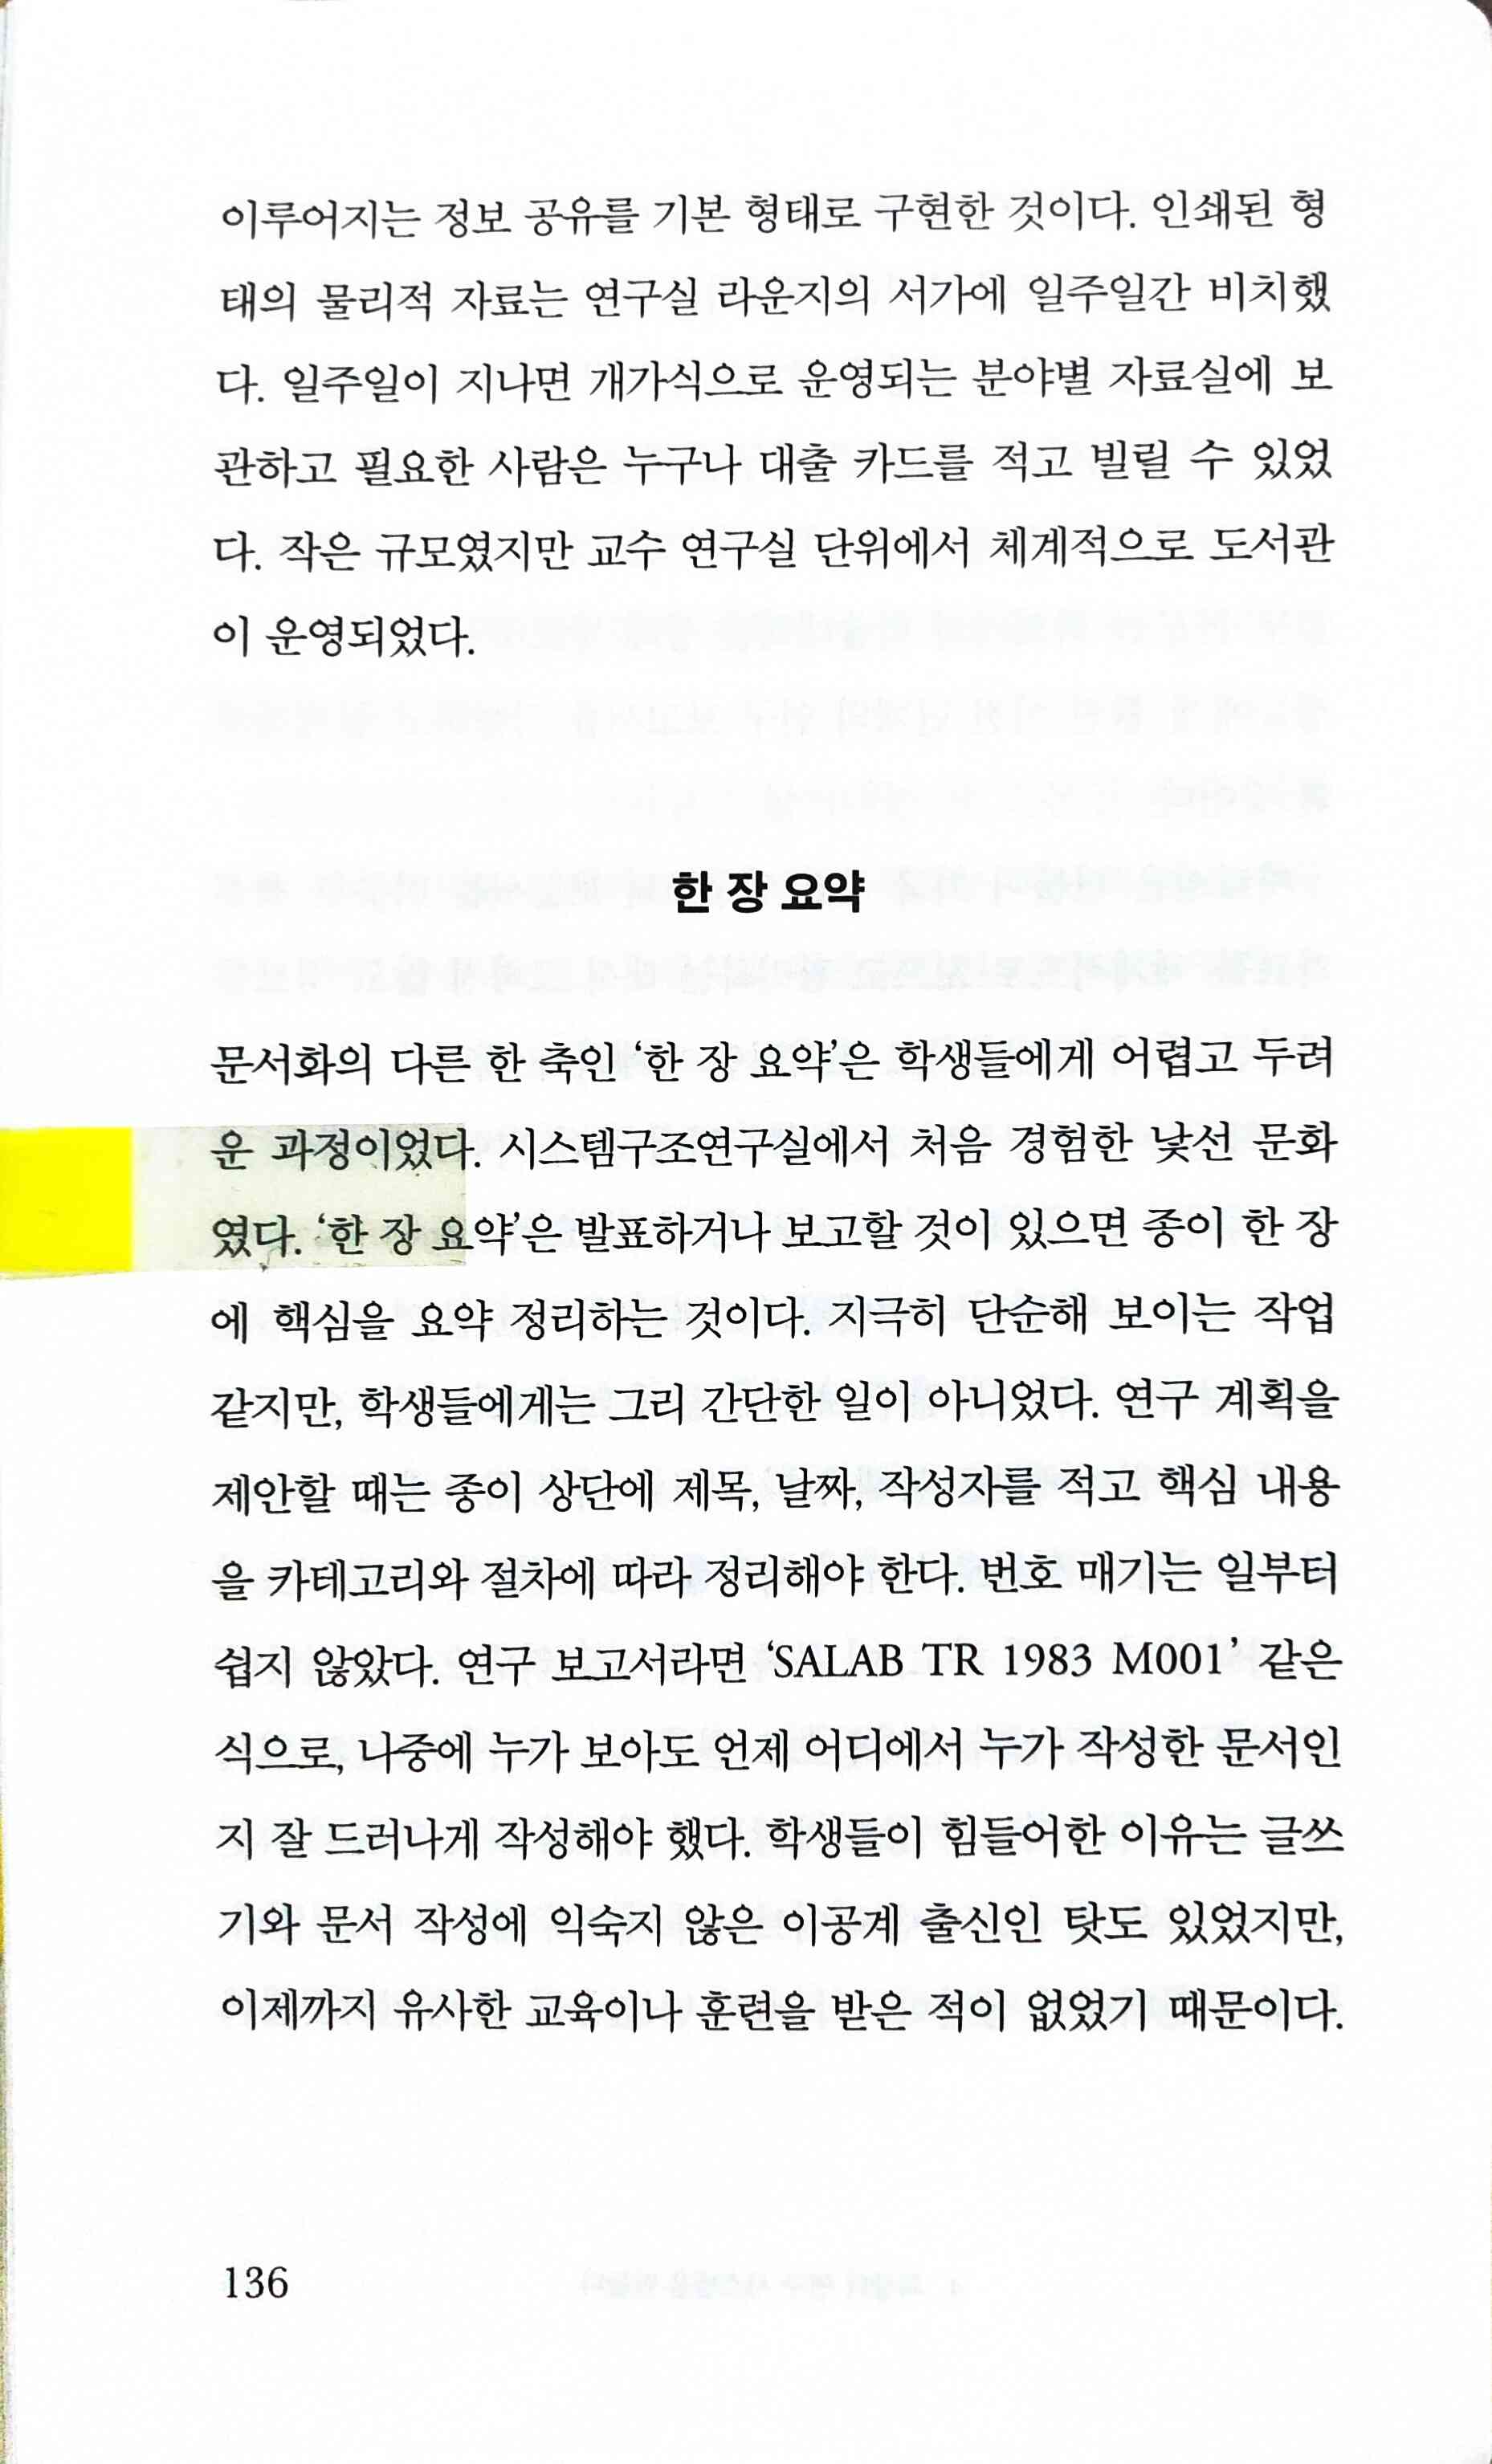 이루어지는 정보 공유를 기본 형태로 구현한 것이다. 인쇄된 형
태의 물리적 자료는 연구실 라운지의 서가에 일주일간 비치했
다. 일주일이 지나면 개가식으로 운영되는 분야별 자료실에 보
관하고 필요한 사람은 누구나 대출 카드를 적고 빌릴 수 있었
다. 작은 규모였지만 교수 연구실 단위에서 체계적으로 도서관
이 운영되었다.
한 장 요약
문서화의 다른 한 축인 ‘한 장 요약’은 학생들에게 어렵고 두려
운 과정이었다. 시스템구조연구실에서 처음 경험한 낯선 문화
였다. ‘한 장 요약’은 발표하거나 보고할 것이 있으면 종이 한 장
에 핵심을 요약 정리하는 것이다. 지극히 단순해 보이는 작업
같지만, 학생들에게는 그리 간단한 일이 아니었다. 연구 계획을
제안할 때는 종이 상단에 제목, 날짜, 작성자를 적고 핵심 내용
을 카테고리와 절차에 따라 정리해야 한다. 번호 매기는 일부터
쉽지 않았다. 연구 보고서라면 ‘SALAB TR 1983 M001’ 같은
식으로, 나중에 누가 보아도 언제 어디에서 누가 작성한 문서인
지 잘 드러나게 작성해야 했다. 학생들이 힘들어한 이유는 글쓰
기와 문서 작성에 익숙지 않은 이공계 출신인 탓도 있었지만,
이제까지 유사한 교육이나 훈련을 받은 적이 없었기 때문이다.
136